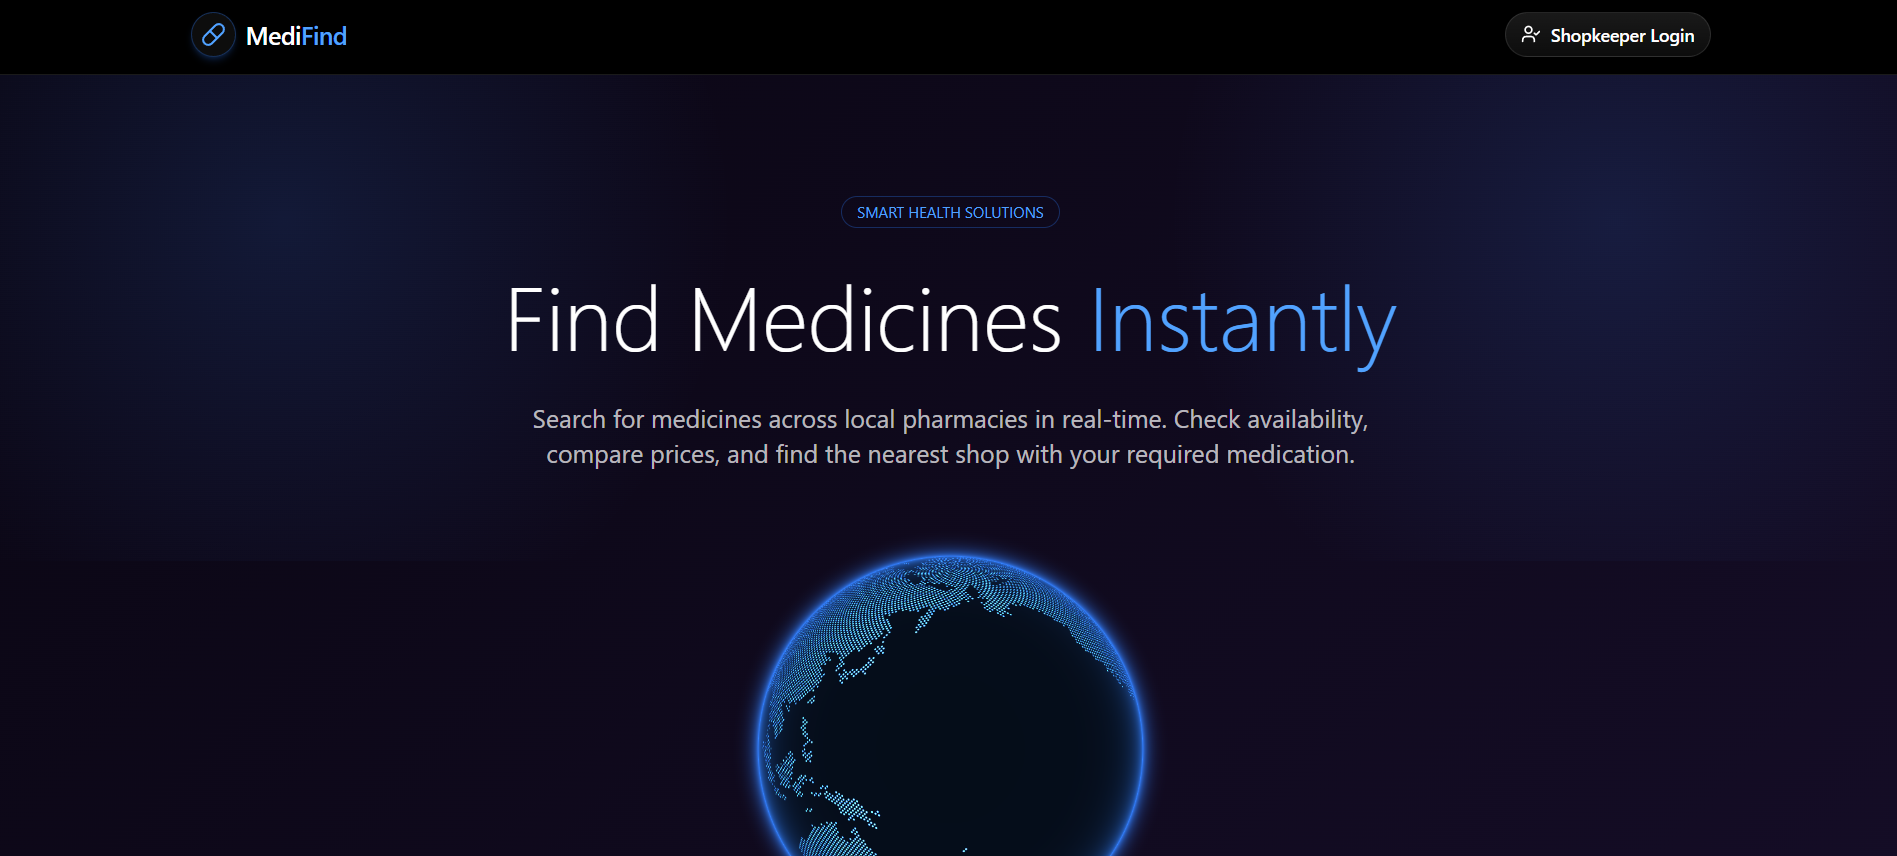 MediFind
Shopkeeper Login
SMART HEALTH SOLUTIONS
Find Medicines Instantly
Search for medicines across local pharmacies in real-time. Check availability,
compare prices, and find the nearest shop with your required medication.